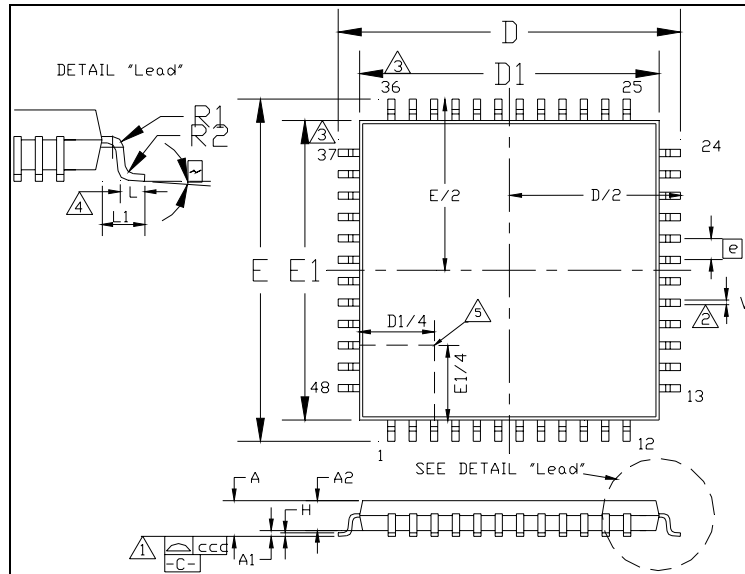 D
DETAIL "Lead"
3
D1
36
25
R1
R2
3
37
24
E/2
D/2
4
L
L1
E
E1
e
2
D1/4
5
E1/4
48
13
1
12
SEE DETAIL "Lead"
A
A2
H
1
ccc
A1
-C-